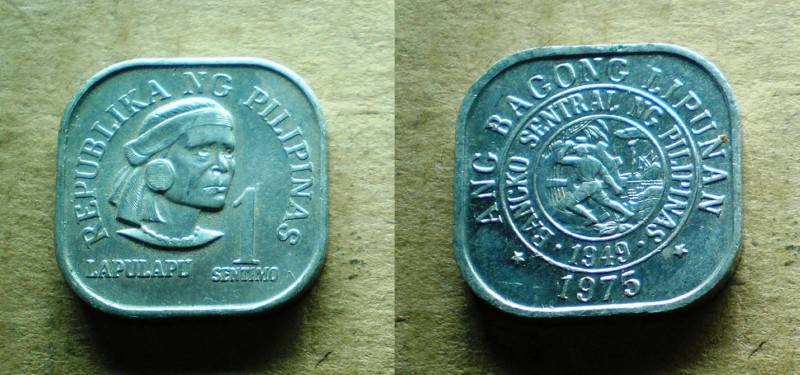 REPUBLIKA NG PILIPINAS
LAPULAPU
1
SENTIMO
ANG BAGONG LIPUNAN
BANGKO SENTRAL NG PILIPINAS
1949
1975